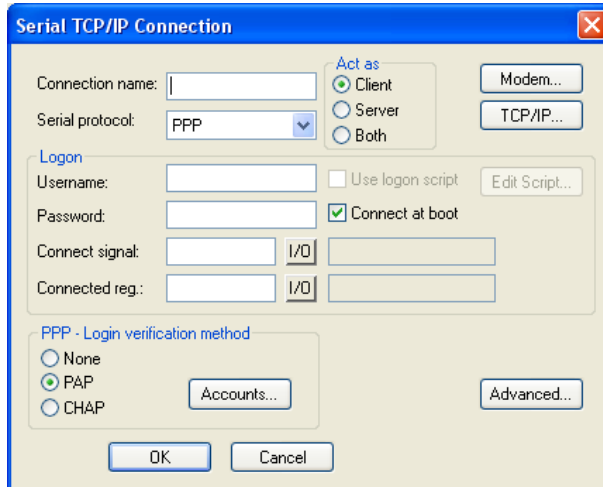 Serial TCP/IP Connection
Connection name:
Act as
Client
Modem...
Serial protocol:
PPP
Server
TCP/IP...
Both
Logon
Username:
Use logon script
Edit Script...
Password:
Connect at boot
Connect signal:
I/O
Connected reg.:
I/O
PPP - Login verification method
None
PAP
Accounts...
Advanced...
CHAP
OK
Cancel